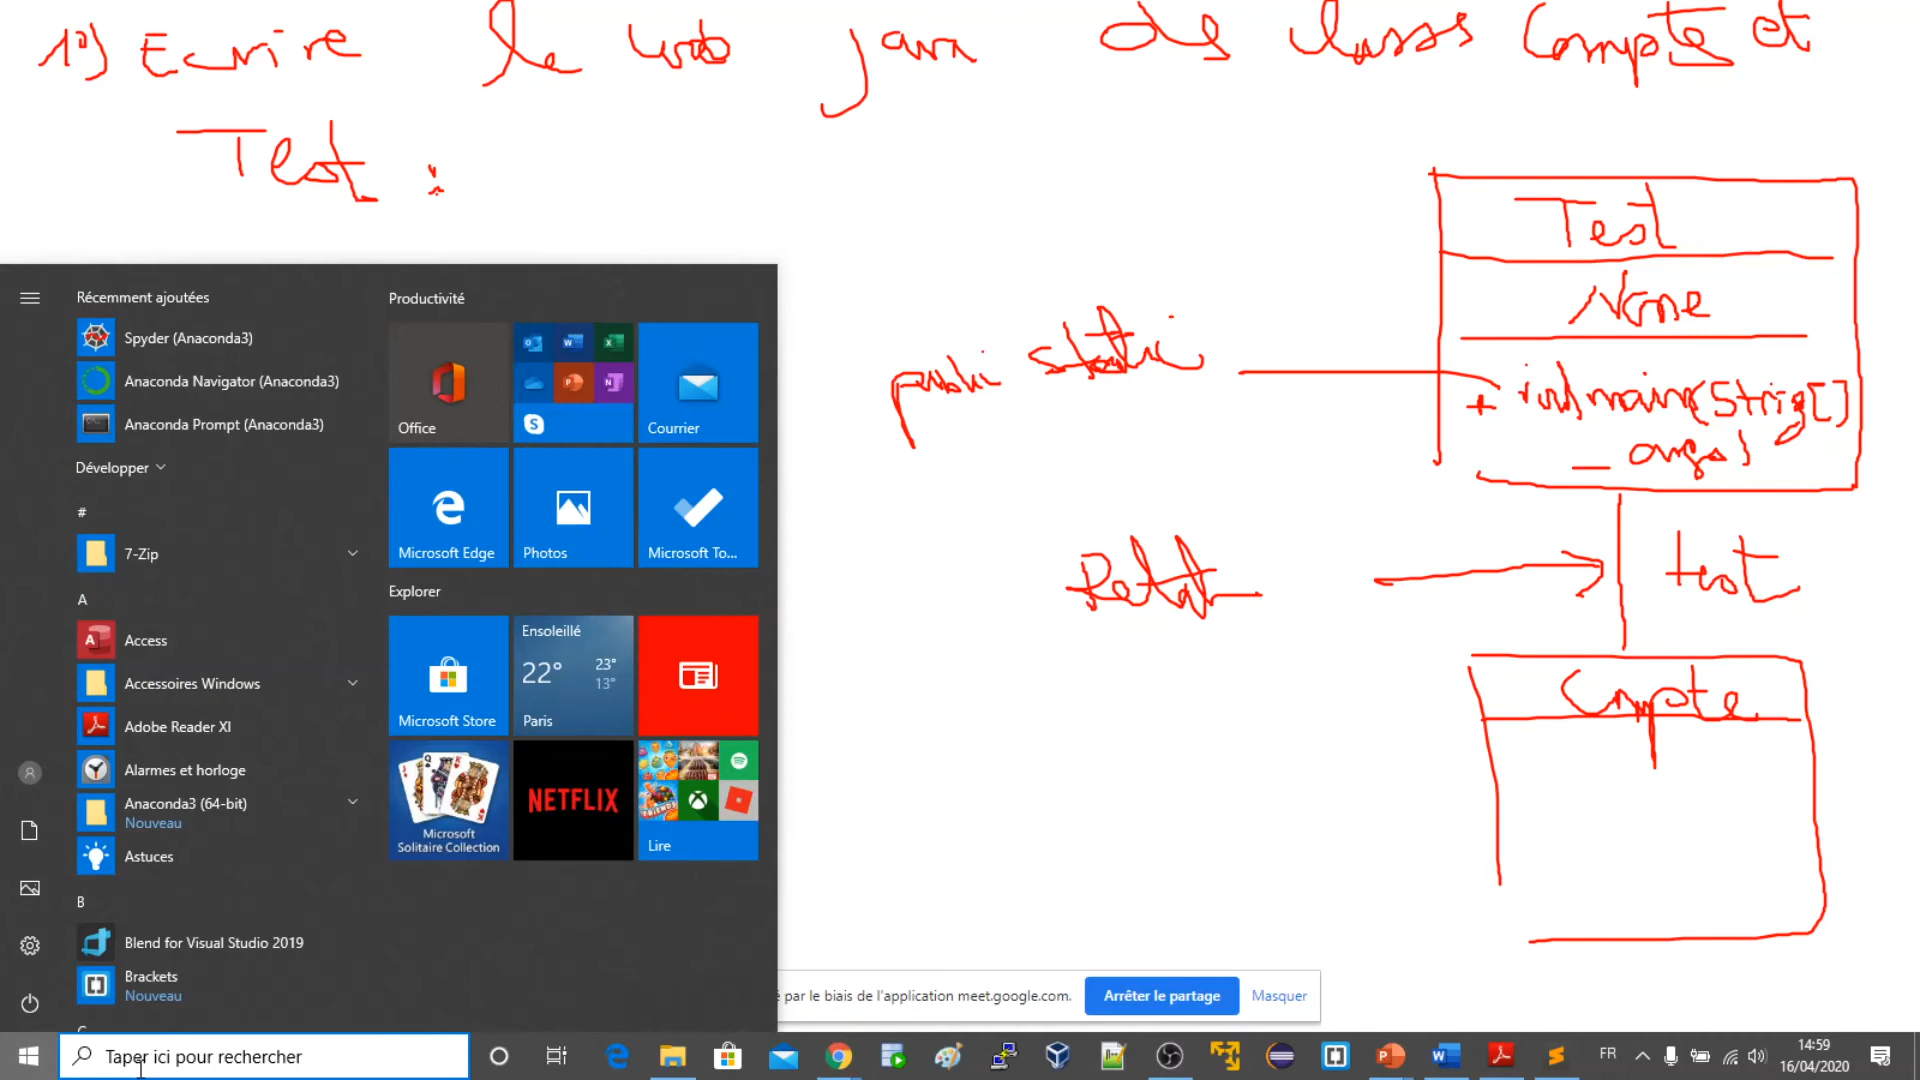 1°) Ecrire le code java des classes Compte et
Test :
Test
None
public static
+ int main(String[]
args)
Relat
test
Compte
Récemment ajoutées
Spyder (Anaconda3)
Anaconda Navigator (Anaconda3)
Anaconda Prompt (Anaconda3)
Développer
#
7-Zip
A
Access
Accessoires Windows
Adobe Reader XI
Alarmes et horloge
Anaconda3 (64-bit)
Nouveau
Astuces
B
Blend for Visual Studio 2019
Brackets
Nouveau
Productivité
Office
Courrier
Microsoft Edge
Photos
Microsoft To...
Explorer
Microsoft Store
Ensoleillé
22° 23°
13°
Paris
Microsoft
Solitaire Collection
NETFLIX
Lire
é par le biais de l'application meet.google.com.
Arrêter le partage
Masquer
Taper ici pour rechercher
FR
14:59
16/04/2020